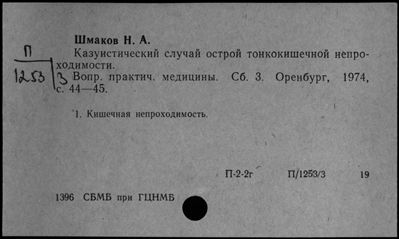 Шмаков Н. А.
П
1253
3
Казуистический случай острой тонкокишечной непро-
ходимости.
Вопр. практич. медицины. Сб. 3. Оренбург, 1974,
с. 44—45.
1. Кишечная непроходимость.
П-2-2г П/1253/3 19
1396 СБМВ при ГЦНМБ